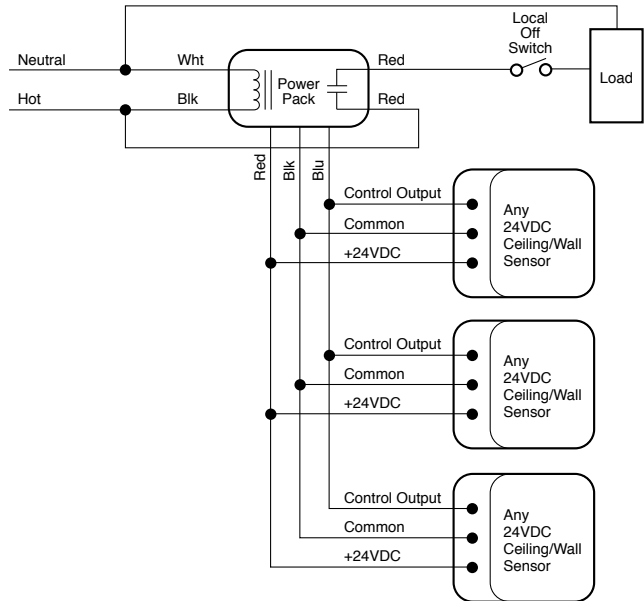 Local
Off
Switch
Neutral
Wht
Red
Power
Pack
Load
Hot
Blk
Red
Red
Blk
Blu
Control Output
Common
+24VDC
Any
24VDC
Ceiling/Wall
Sensor
Control Output
Common
+24VDC
Any
24VDC
Ceiling/Wall
Sensor
Control Output
Common
+24VDC
Any
24VDC
Ceiling/Wall
Sensor